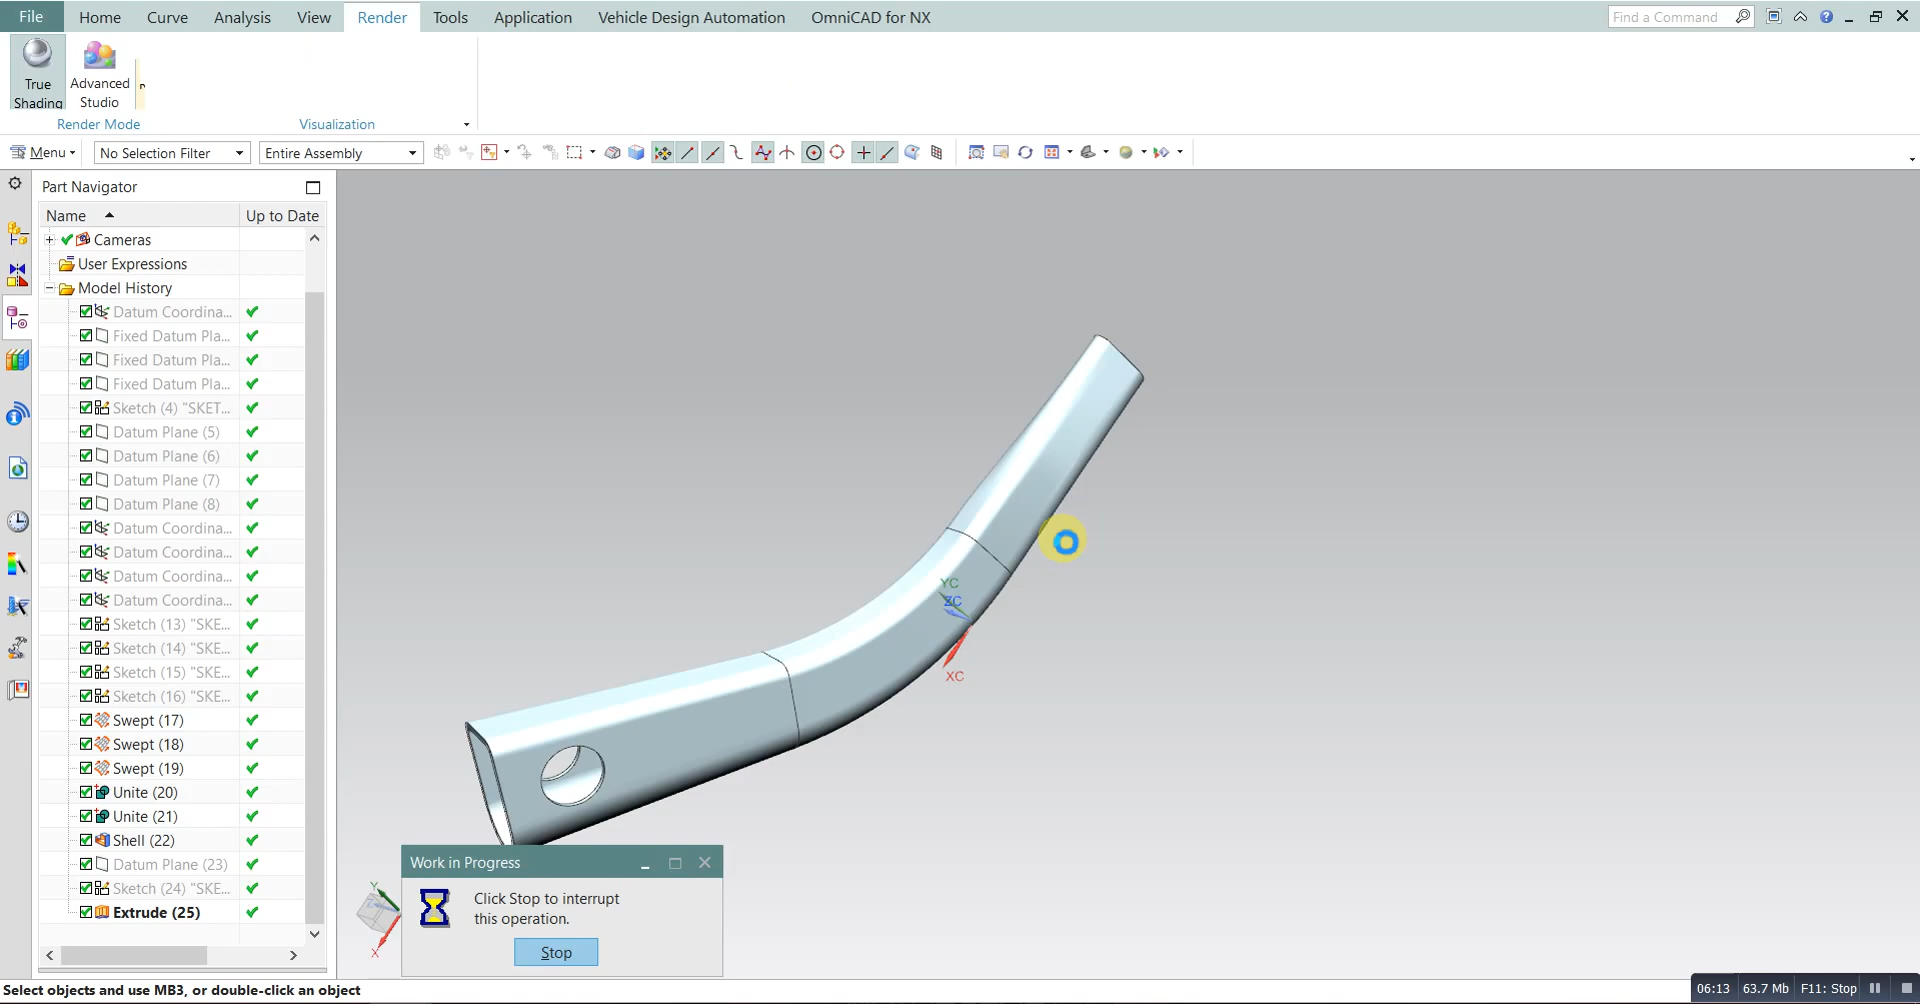 File Home Curve Analysis View Render Tools Application Vehicle Design Automation OmniCAD for NX Find a Command
True Shading
Advanced Studio
Render Mode Visualization
Menu No Selection Filter Entire Assembly
Part Navigator
Name Up to Date
Cameras
User Expressions
Model History
Datum Coordina...
Fixed Datum Pla...
Fixed Datum Pla...
Fixed Datum Pla...
Sketch (4) "SKET...
Datum Plane (5)
Datum Plane (6)
Datum Plane (7)
Datum Plane (8)
Datum Coordina...
Datum Coordina...
Datum Coordina...
Datum Coordina...
Sketch (13) "SKE...
Sketch (14) "SKE...
Sketch (15) "SKE...
Sketch (16) "SKE...
Swept (17)
Swept (18)
Swept (19)
Unite (20)
Unite (21)
Shell (22)
Datum Plane (23)
Sketch (24) "SKE...
Extrude (25)
YC
ZC
XC
Y
X
Work in Progress
Click Stop to interrupt
this operation.
Stop
Select objects and use MB3, or double-click an object
06:13 63.7 Mb F11: Stop